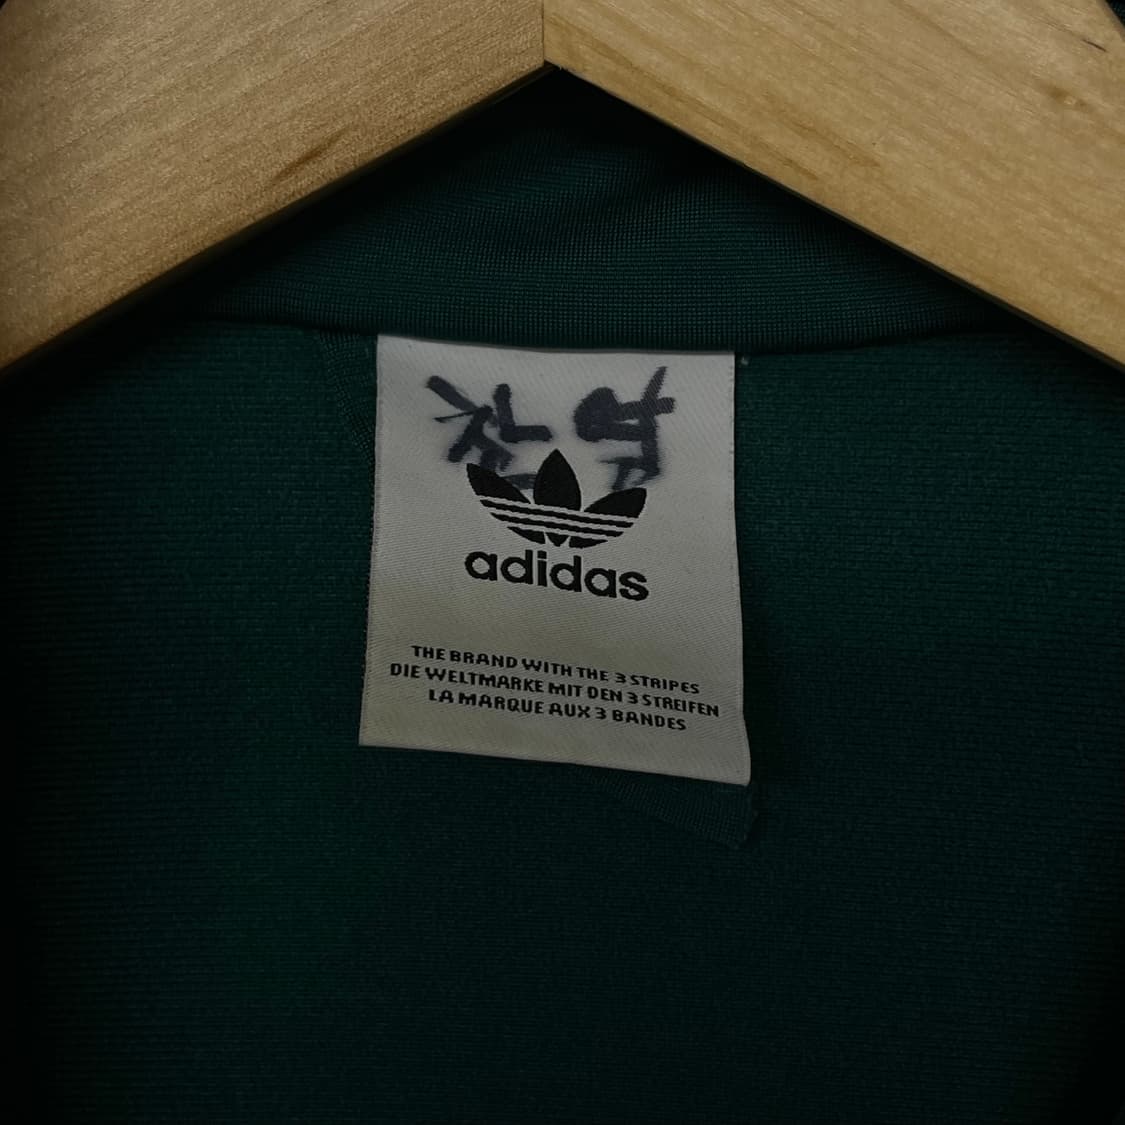 adidas
THE BRAND WITH THE 3 STRIPES
DIE WELTMARKE MIT DEN 3 STREIFEN
LA MARQUE AUX 3 BANDES